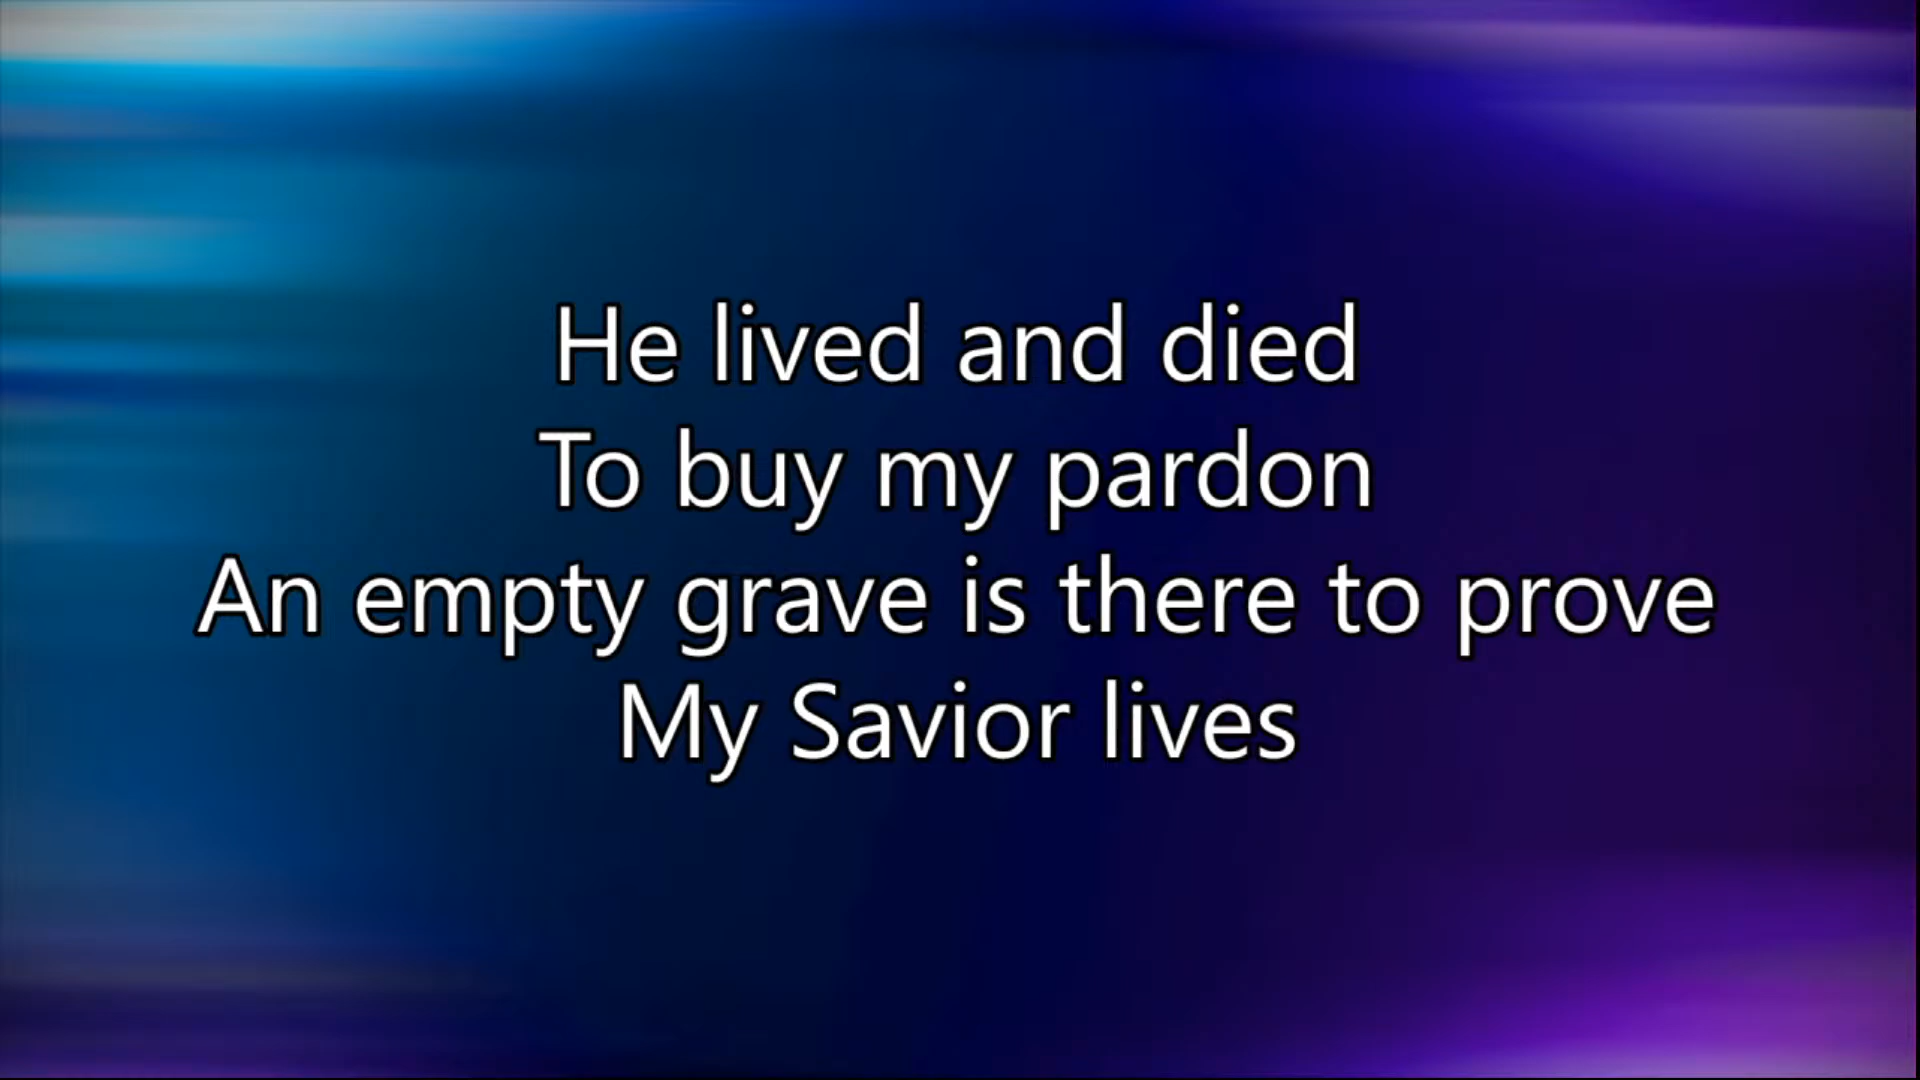 He lived and died
To buy my pardon
An empty grave is there to prove
My Savior lives